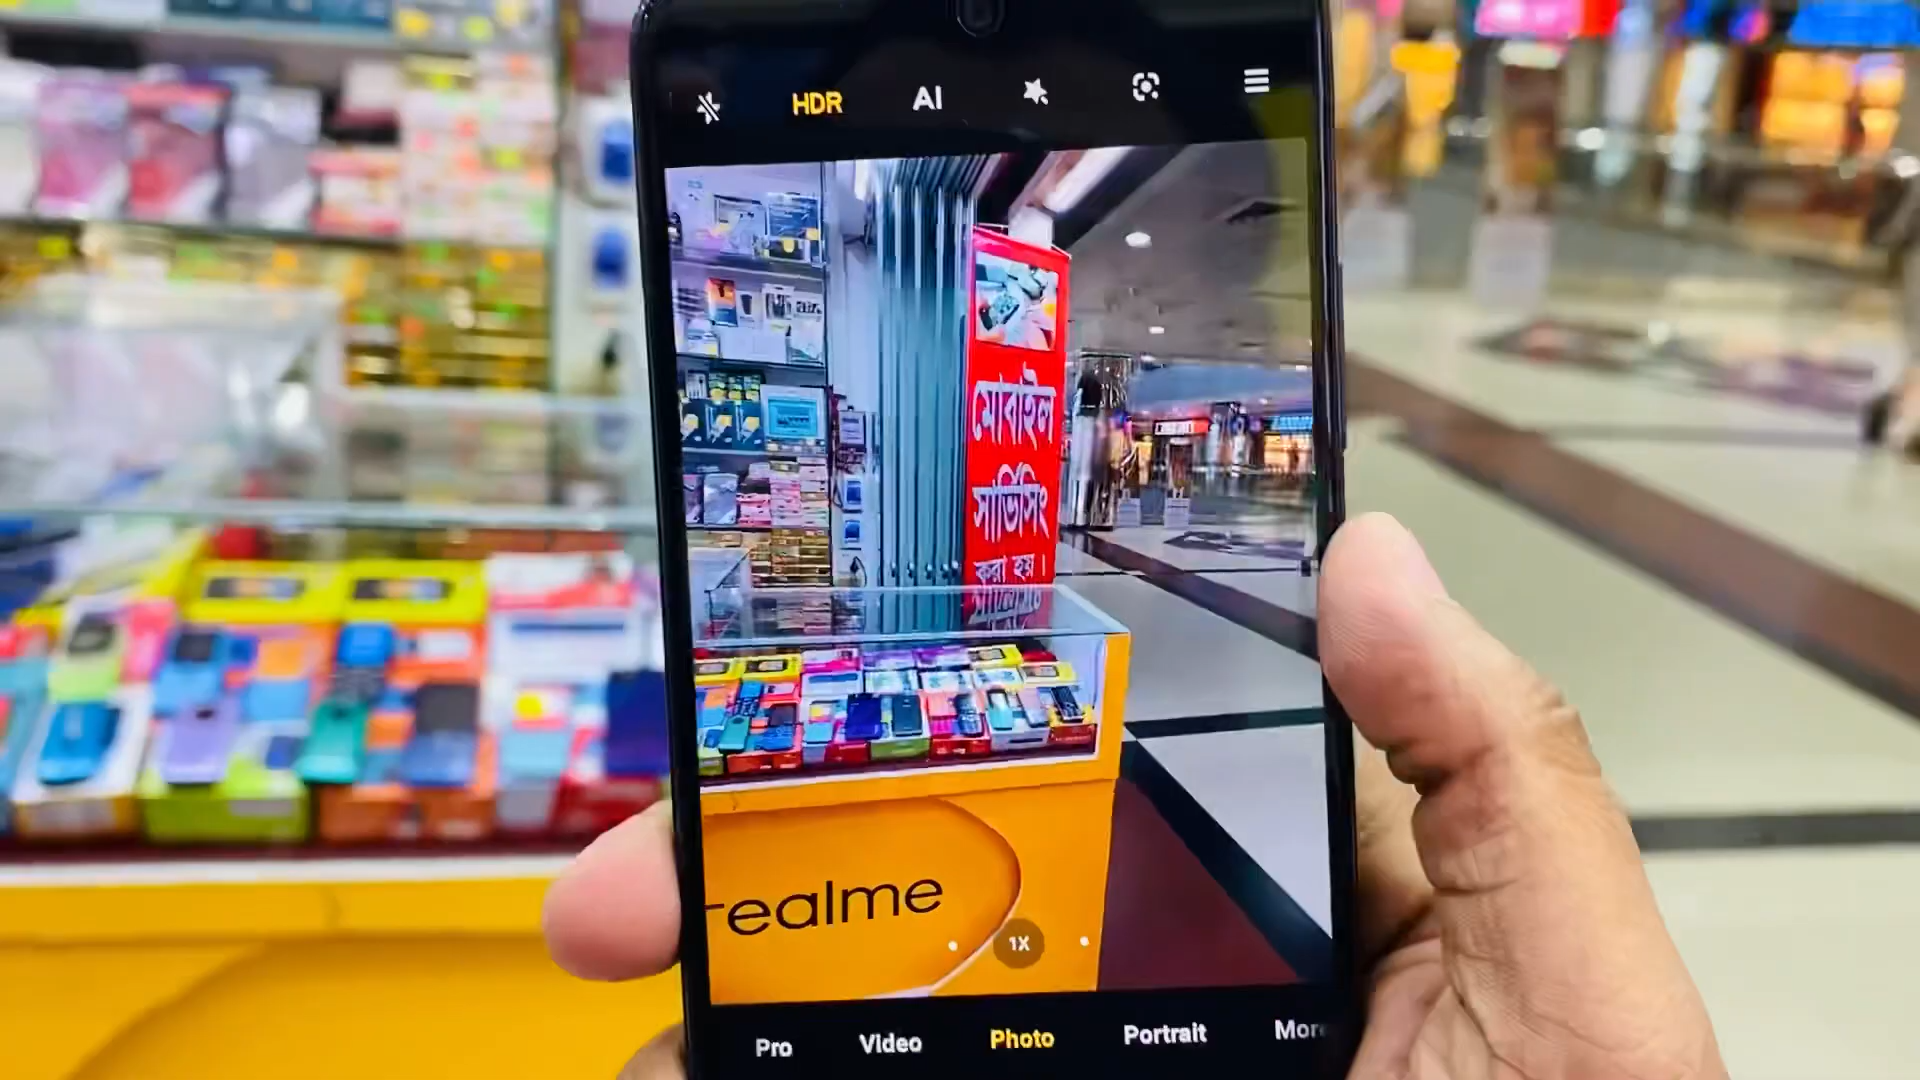 HDR AI
মোবাইল
সার্ভিসিং
করা হয়।
realme
1X
Pro Video Photo Portrait More